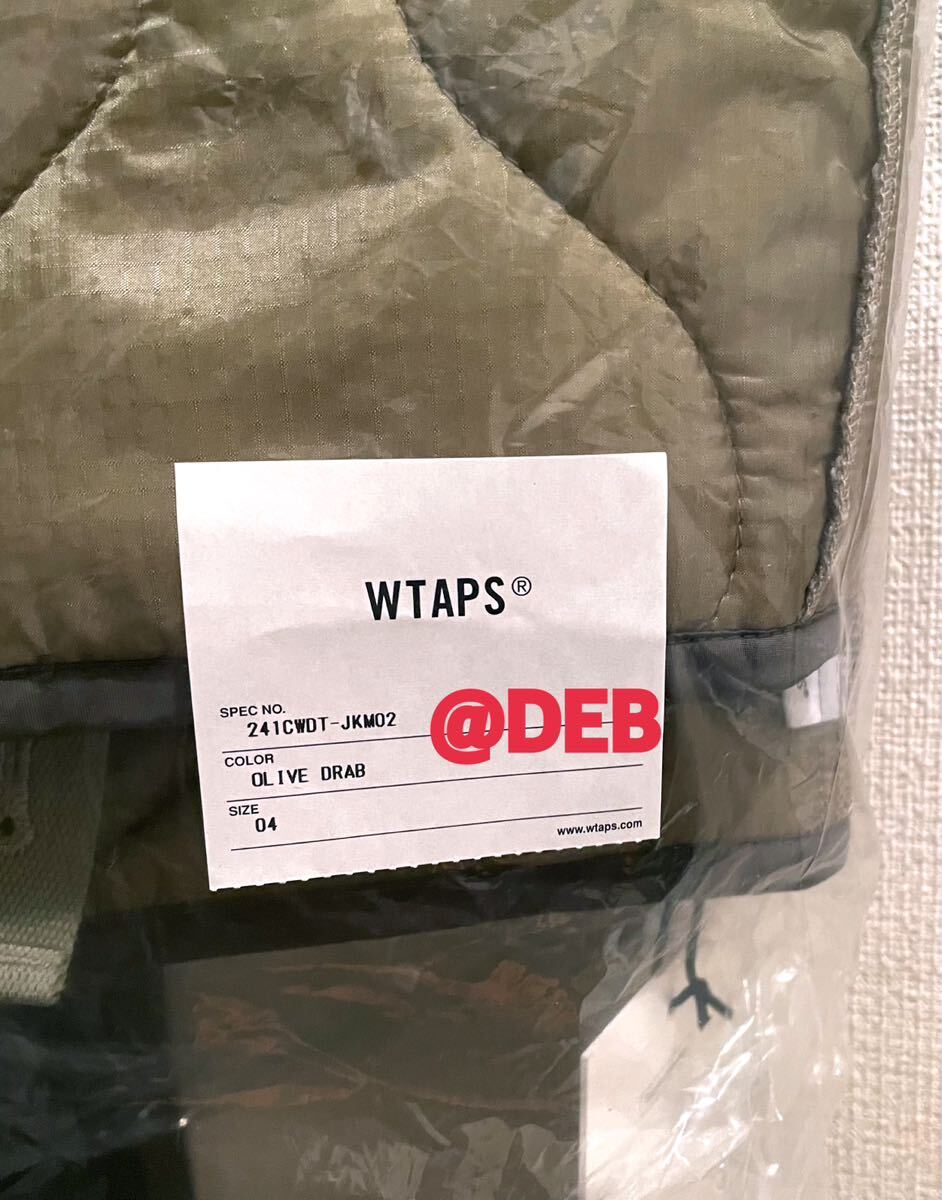 WTAPS®
SPEC NO.
241CWDT-JKM02
@DEB
COLOR
OLIVE DRAB
SIZE
04
www.wtaps.com